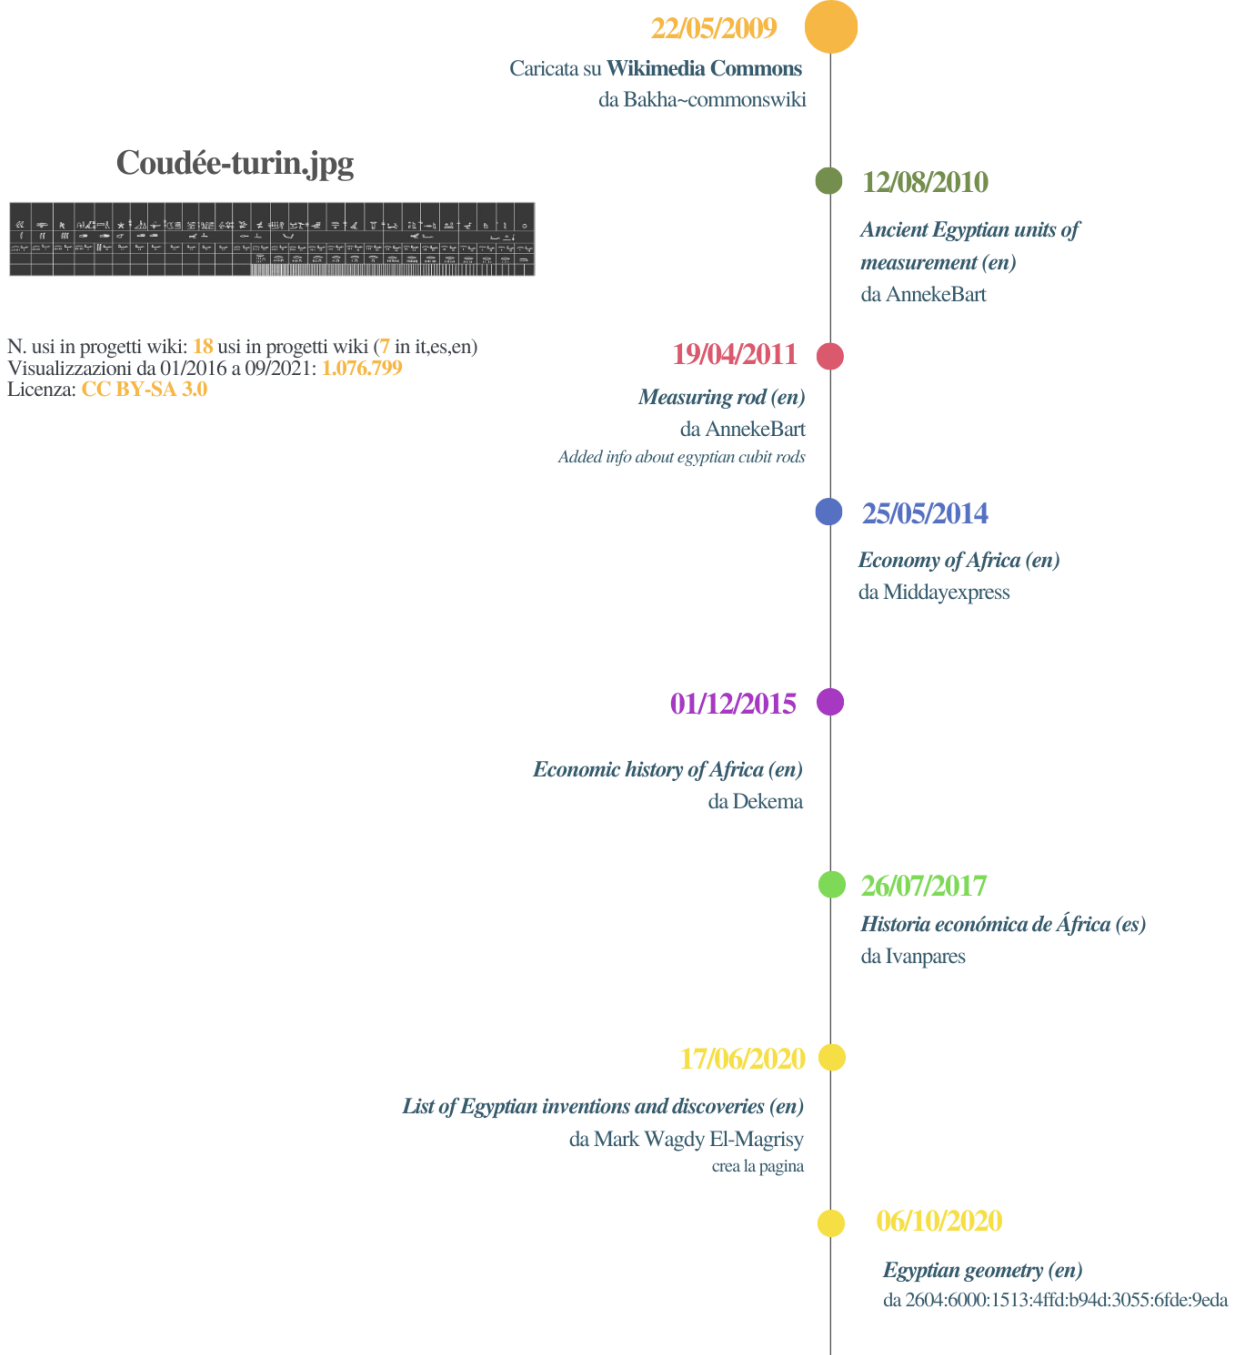 22/05/2009
Caricata su Wikimedia Commons
da Bakha~commonswiki
Coudée-turin.jpg
N. usi in progetti wiki: 18 usi in progetti wiki (7 in it,es,en)
Visualizzazioni da 01/2016 a 09/2021: 1.076.799
Licenza: CC BY-SA 3.0
12/08/2010
Ancient Egyptian units of
measurement (en)
da AnnekeBart
19/04/2011
Measuring rod (en)
da AnnekeBart
Added info about egyptian cubit rods
25/05/2014
Economy of Africa (en)
da Middayexpress
01/12/2015
Economic history of Africa (en)
da Dekema
26/07/2017
Historia económica de África (es)
da Ivanpares
17/06/2020
List of Egyptian inventions and discoveries (en)
da Mark Wagdy El-Magrisy
crea la pagina
06/10/2020
Egyptian geometry (en)
da 2604:6000:1513:4ffd:b94d:3055:6fde:9eda